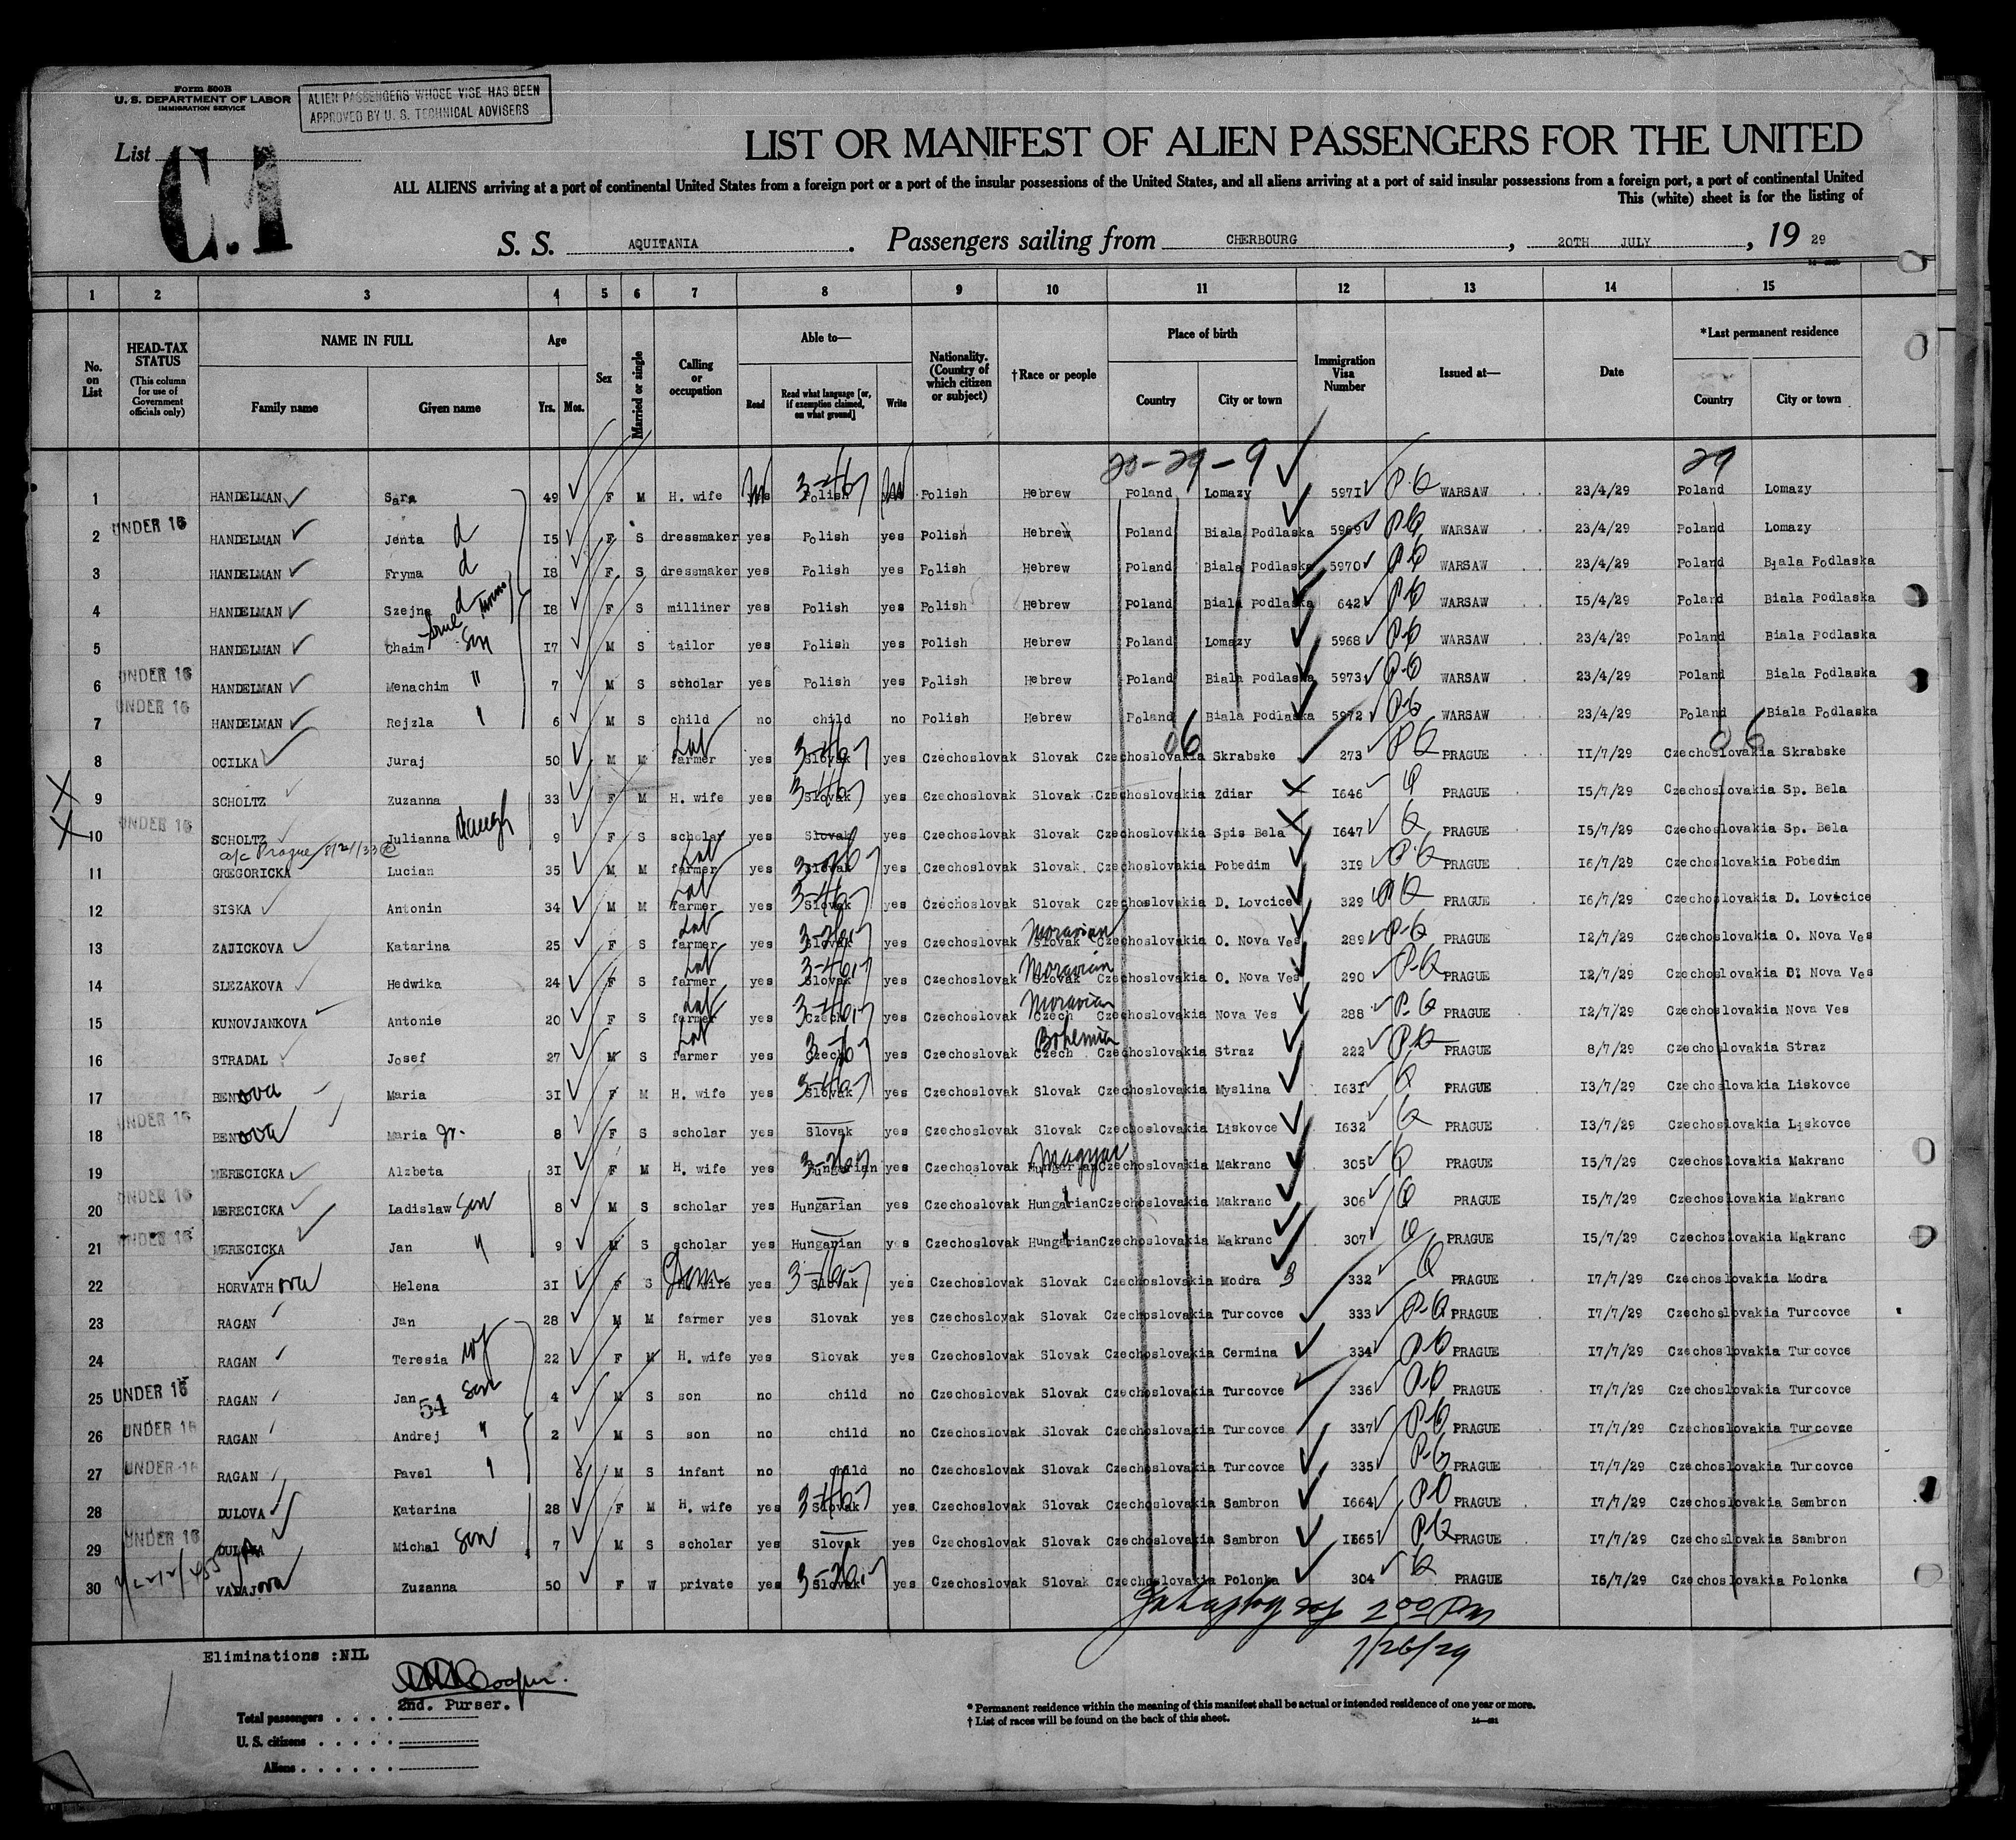 Form 500B
U. S. DEPARTMENT OF LABOR
IMMIGRATION SERVICE
ALIEN PASSENGERS WHOSE VISE HAS BEEN
APPROVED BY U. S. TECHNICAL ADVISERS
List
C.1
LIST OR MANIFEST OF ALIEN PASSENGERS FOR THE UNITED
ALL ALIENS arriving at a port of continental United States from a foreign port or a port of the insular possessions of the United States, and all aliens arriving at a port of said insular possessions from a foreign port, a port of continental United
This (white) sheet is for the listing of
S. S. AQUITANIA . Passengers sailing from CHERBOURG , 20TH JULY , 19 29
1 2 3 4 5 6 7 8 9 10 11 12 13 14 15
No. on List
HEAD-TAX STATUS (This column for use of Government officials only)
NAME IN FULL Family name Given name
Age Yrs. Mos.
Sex
Married or single
Calling or occupation
Able to— Read Read what language [or, if exemption claimed, on what ground] Write
Nationality. (Country of which citizen or subject)
†Race or people
Place of birth Country City or town
Immigration Visa Number
Issued at—
Date
*Last permanent residence Country City or town
20-29-9 29
1 HANDELMAN Sara 49 F M H. wife Polish Polish Hebrew Poland Lomazy 5971 WARSAW 23/4/29 Poland Lomazy
UNDER 16
2 HANDELMAN Jenta d 15 F S dressmaker yes Polish yes Polish Hebrew Poland Biala Podlaska 5969 WARSAW 23/4/29 Poland Lomazy
3 HANDELMAN Fryma d 18 F S dressmaker yes Polish yes Polish Hebrew Poland Biala Podlaska 5970 WARSAW 23/4/29 Poland Biala Podlaska
4 HANDELMAN Szejna d 18 F S milliner yes Polish yes Polish Hebrew Poland Biala Podlaska 642 WARSAW 15/4/29 Poland Biala Podlaska
5 HANDELMAN Chaim son 17 M S tailor yes Polish yes Polish Hebrew Poland Lomazy 5968 WARSAW 23/4/29 Poland Biala Podlaska
UNDER 16
6 HANDELMAN Menachim " 7 M S scholar yes Polish yes Polish Hebrew Poland Biala Podlaska 5973 WARSAW 23/4/29 Poland Biala Podlaska
UNDER 16
7 HANDELMAN Rejzla " 6 M S child no child no Polish Hebrew Poland Biala Podlaska 5972 WARSAW 23/4/29 Poland Biala Podlaska
8 OCILKA Juraj 50 M M farmer yes Slovak yes Czechoslovak Slovak Czechoslovakia Skrabske 273 PRAGUE 11/7/29 Czechoslovakia Skrabske
9 SCHOLTZ Zuzanna 33 F M H. wife yes Slovak yes Czechoslovak Slovak Czechoslovakia Zdiar 1646 PRAGUE 15/7/29 Czechoslovakia Sp. Bela
UNDER 16
10 SCHOLTZ Julianna Daugh 9 F S scholar yes Slovak yes Czechoslovak Slovak Czechoslovakia Spis Bela 1647 PRAGUE 15/7/29 Czechoslovakia Sp. Bela
11 GREGORICKA Lucian 35 M M farmer yes Slovak yes Czechoslovak Slovak Czechoslovakia Pobedim 319 PRAGUE 16/7/29 Czechoslovakia Pobedim
12 SISKA Antonin 34 M M farmer yes Slovak yes Czechoslovak Slovak Czechoslovakia D. Lovcice 329 PRAGUE 16/7/29 Czechoslovakia D. Lovcice
13 ZAJICKOVA Katarina 25 F S farmer yes Slovak yes Czechoslovak Slovak Moravian Czechoslovakia O. Nova Ves 289 PRAGUE 12/7/29 Czechoslovakia O. Nova Ves
14 SLEZAKOVA Hedwika 24 F S farmer yes Slovak yes Czechoslovak Slovak Moravian Czechoslovakia O. Nova Ves 290 PRAGUE 12/7/29 Czechoslovakia O. Nova Ves
15 KUNOVJANKOVA Antonie 20 F S farmer yes Czech yes Czechoslovak Czech Moravian Czechoslovakia Nova Ves 288 PRAGUE 12/7/29 Czechoslovakia Nova Ves
16 STRADAL Josef 27 M S farmer yes Czech yes Czechoslovak Czech Bohemian Czechoslovakia Straz 222 PRAGUE 8/7/29 Czechoslovakia Straz
17 BENOVA Maria 31 F M H. wife yes Slovak yes Czechoslovak Slovak Czechoslovakia Myslina 1631 PRAGUE 13/7/29 Czechoslovakia Liskovce
UNDER 16
18 BENOVA Maria Jr. 8 F S scholar yes Slovak yes Czechoslovak Slovak Czechoslovakia Liskovce 1632 PRAGUE 13/7/29 Czechoslovakia Liskovce
19 MERECICKA Alzbeta 31 F M H. wife yes Hungarian yes Czechoslovak Hungarian Magyar Czechoslovakia Makranc 305 PRAGUE 15/7/29 Czechoslovakia Makranc
UNDER 16
20 MERECICKA Ladislaw son 8 M S scholar yes Hungarian yes Czechoslovak Hungarian Czechoslovakia Makranc 306 PRAGUE 15/7/29 Czechoslovakia Makranc
UNDER 16
21 MERECICKA Jan " 9 M S scholar yes Hungarian yes Czechoslovak Hungarian Czechoslovakia Makranc 307 PRAGUE 15/7/29 Czechoslovakia Makranc
22 HORVATHova Helena 31 F S Dom yes Slovak yes Czechoslovak Slovak Czechoslovakia Modra 332 PRAGUE 17/7/29 Czechoslovakia Modra
23 RAGAN Jan 28 M M farmer yes Slovak yes Czechoslovak Slovak Czechoslovakia Turcovce 333 PRAGUE 17/7/29 Czechoslovakia Turcovce
24 RAGAN Teresia wf 22 F M H. wife yes Slovak yes Czechoslovak Slovak Czechoslovakia Cermina 334 PRAGUE 17/7/29 Czechoslovakia Turcovce
25 UNDER 16 RAGAN Jan son 4 M S son no child no Czechoslovak Slovak Czechoslovakia Turcovce 336 PRAGUE 17/7/29 Czechoslovakia Turcovce
54
UNDER 16
26 RAGAN Andrej " 2 M S son no child no Czechoslovak Slovak Czechoslovakia Turcovce 337 PRAGUE 17/7/29 Czechoslovakia Turcovce
27 UNDER 16 RAGAN Pavel " 6 M S infant no child no Czechoslovak Slovak Czechoslovakia Turcovce 335 PRAGUE 17/7/29 Czechoslovakia Turcovce
28 DULOVA Katarina 28 F M H. wife yes Slovak yes Czechoslovak Slovak Czechoslovakia Sambron 1664 PRAGUE 17/7/29 Czechoslovakia Sambron
UNDER 16
29 Michal son 7 M S scholar yes Slovak yes Czechoslovak Slovak Czechoslovakia Sambron 1665 PRAGUE 17/7/29 Czechoslovakia Sambron
30 Zuzanna 50 F W private yes Slovak yes Czechoslovak Slovak Czechoslovakia Polonka 304 PRAGUE 15/7/29 Czechoslovakia Polonka
7/26/29
Eliminations :NIL
2nd. Purser.
Total passengers
U. S. citizens
Aliens
* Permanent residence within the meaning of this manifest shall be actual or intended residence of one year or more.
† List of races will be found on the back of this sheet.